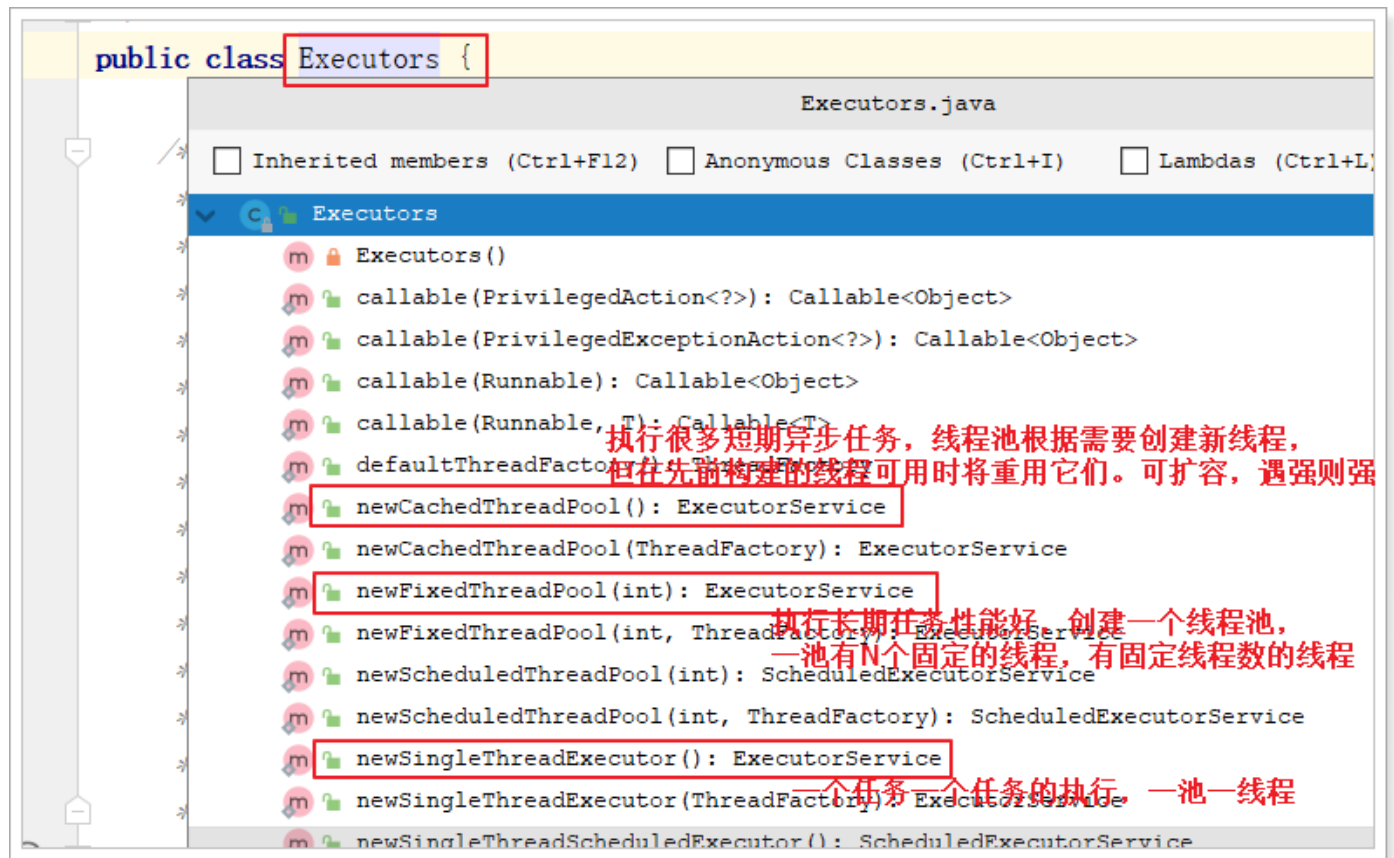 public class Executors {
Executors.java
Inherited members (Ctrl+F12) Anonymous Classes (Ctrl+I) Lambdas (Ctrl+L)
Executors
Executors()
callable(PrivilegedAction<?>): Callable<Object>
callable(PrivilegedExceptionAction<?>): Callable<Object>
callable(Runnable): Callable<Object>
callable(Runnable, T): Callable<T>
执行很多短期异步任务，线程池根据需要创建新线程，
defaultThreadFactory(): ThreadFactory
但在先前构建的线程可用时将重用它们。可扩容，遇强则强
newCachedThreadPool(): ExecutorService
newCachedThreadPool(ThreadFactory): ExecutorService
newFixedThreadPool(int): ExecutorService
执行长期任务性能好，创建一个线程池，
newFixedThreadPool(int, ThreadFactory): ExecutorService
一池有N个固定的线程，有固定线程数的线程
newScheduledThreadPool(int): ScheduledExecutorService
newScheduledThreadPool(int, ThreadFactory): ScheduledExecutorService
newSingleThreadExecutor(): ExecutorService
一个任务一个任务的执行，一池一线程
newSingleThreadExecutor(ThreadFactory): ExecutorService
newSingleThreadScheduledExecutor(): ScheduledExecutorService